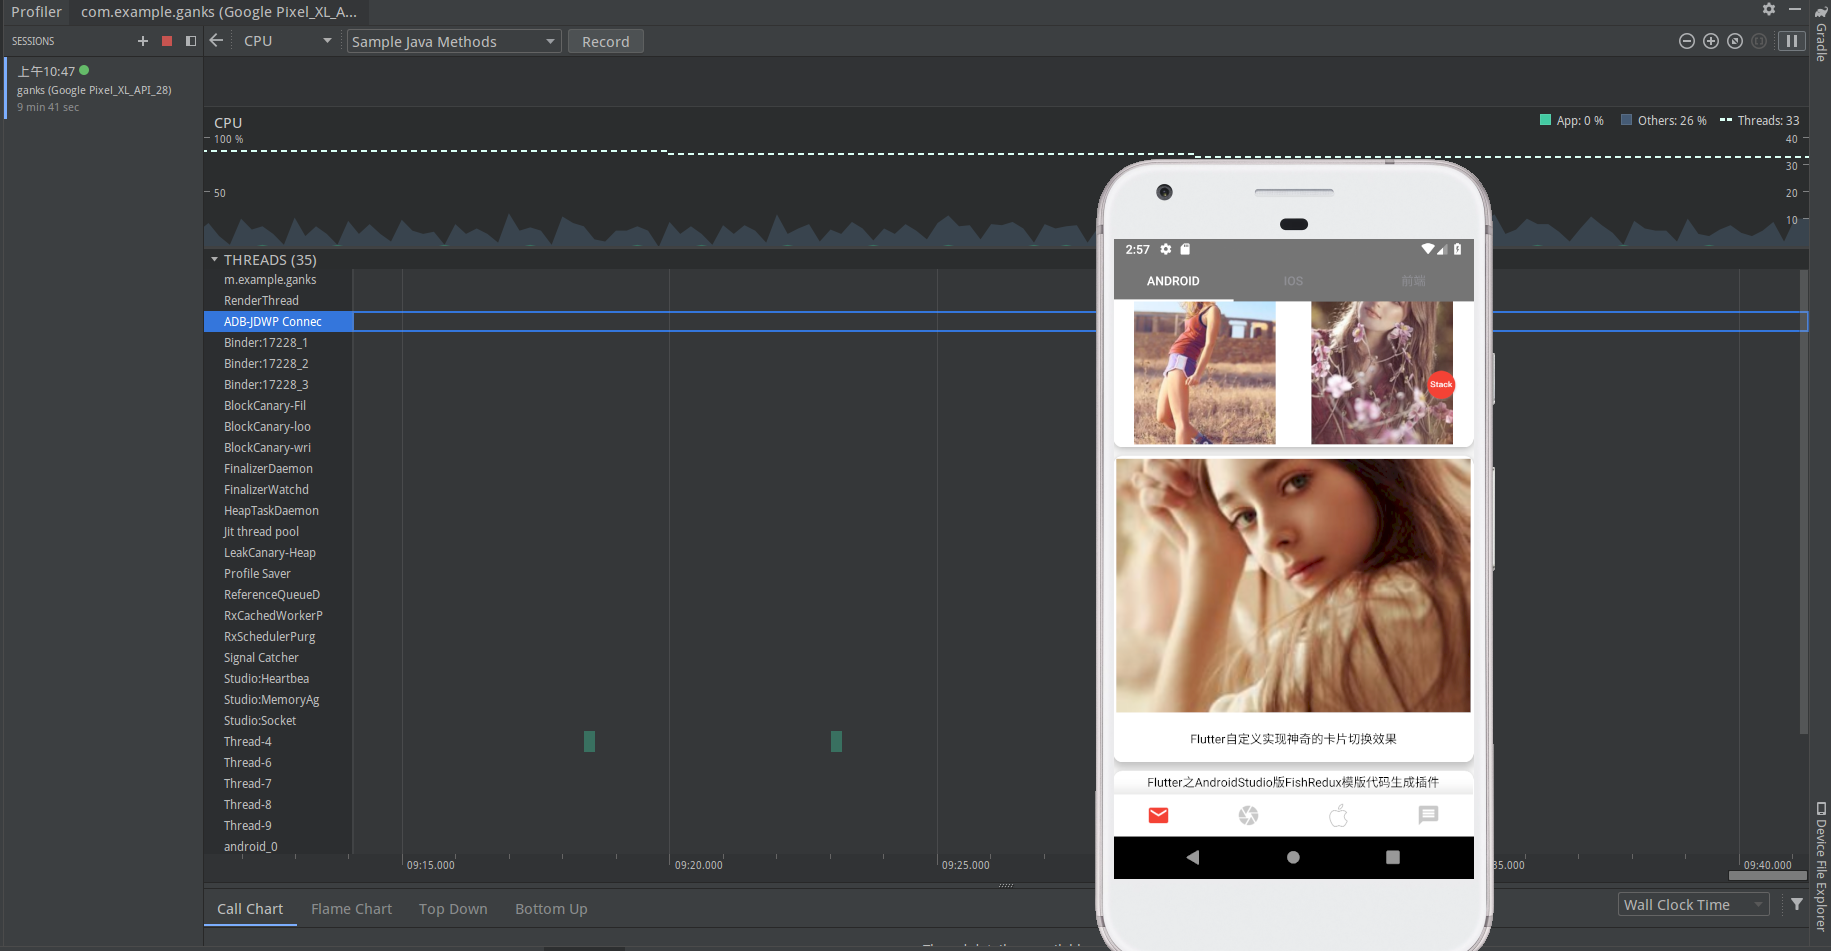 Profiler
com.example.ganks (Google Pixel_XL_A...
SESSIONS
CPU
Sample Java Methods
Record
上午10:47
ganks (Google Pixel_XL_API_28)
9 min 41 sec
CPU
100 %
50
App: 0 %
Others: 26 %
Threads: 33
40
30
20
10
THREADS (35)
m.example.ganks
RenderThread
ADB-JDWP Connec
Binder:17228_1
Binder:17228_2
Binder:17228_3
BlockCanary-Fil
BlockCanary-loo
BlockCanary-wri
FinalizerDaemon
FinalizerWatchd
HeapTaskDaemon
Jit thread pool
LeakCanary-Heap
Profile Saver
ReferenceQueueD
RxCachedWorkerP
RxSchedulerPurg
Signal Catcher
Studio:Heartbea
Studio:MemoryAg
Studio:Socket
Thread-4
Thread-6
Thread-7
Thread-8
Thread-9
android_0
09:15.000
09:20.000
09:25.000
35.000
09:40.000
Call Chart
Flame Chart
Top Down
Bottom Up
Wall Clock Time
2:57
ANDROID
IOS
前端
Stack
Flutter自定义实现神奇的卡片切换效果
Flutter之AndroidStudio版FishRedux模版代码生成插件
Gradle
Device File Explorer